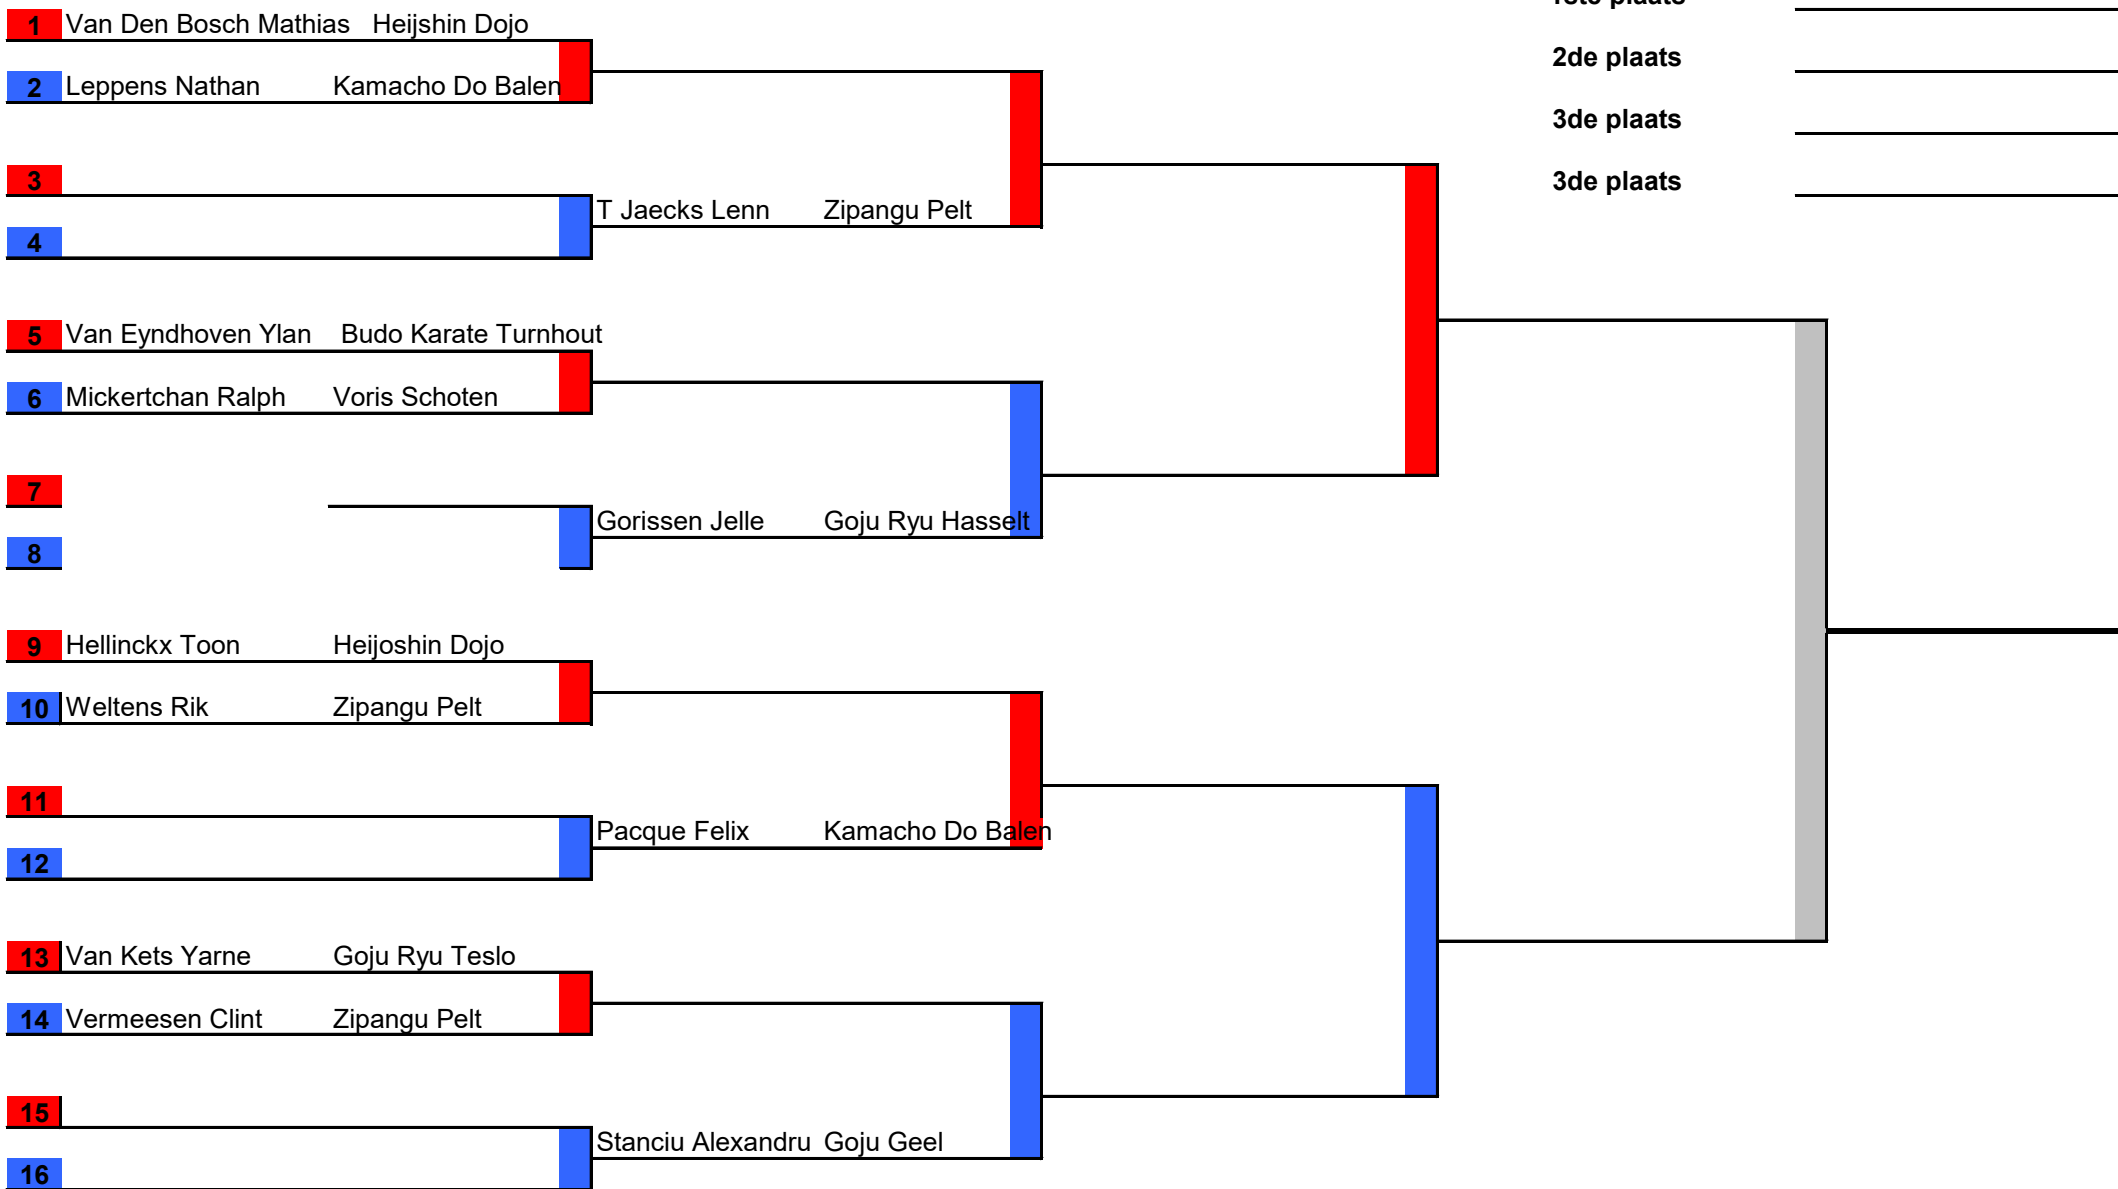 1ste plaats
1 Van Den Bosch Mathias Heijshin Dojo
2de plaats
2 Leppens Nathan Kamacho Do Balen
3de plaats
3
3de plaats
T Jaecks Lenn Zipangu Pelt
4
5 Van Eyndhoven Ylan Budo Karate Turnhout
6 Mickertchan Ralph Voris Schoten
7
Gorissen Jelle Goju Ryu Hasselt
8
9 Hellinckx Toon Heijoshin Dojo
10 Weltens Rik Zipangu Pelt
11
Pacque Felix Kamacho Do Balen
12
13 Van Kets Yarne Goju Ryu Teslo
14 Vermeesen Clint Zipangu Pelt
15
Stanciu Alexandru Goju Geel
16